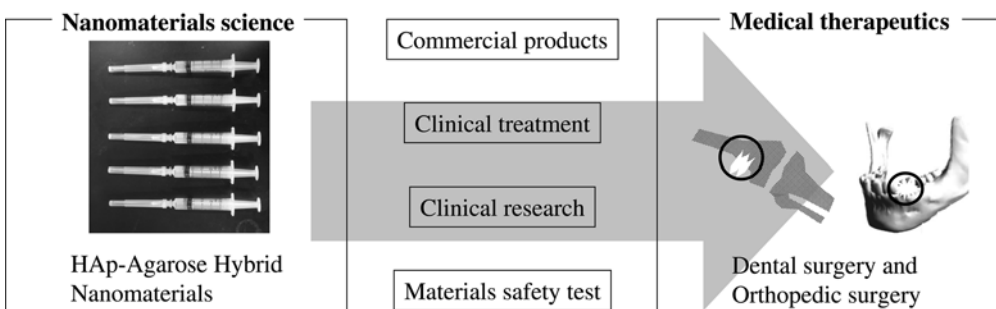 Nanomaterials science
HAp-Agarose Hybrid
Nanomaterials
Commercial products
Clinical treatment
Clinical research
Materials safety test
Medical therapeutics
Dental surgery and
Orthopedic surgery